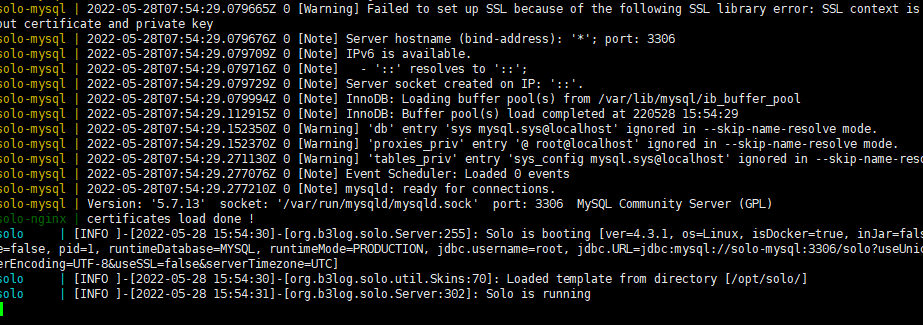 solo-mysql | 2022-05-28T07:54:29.079665Z 0 [Warning] Failed to set up SSL because of the following SSL library error: SSL context is
out certificate and private key
solo-mysql | 2022-05-28T07:54:29.079676Z 0 [Note] Server hostname (bind-address): '*'; port: 3306
solo-mysql | 2022-05-28T07:54:29.079709Z 0 [Note] IPv6 is available.
solo-mysql | 2022-05-28T07:54:29.079716Z 0 [Note]   - '::' resolves to '::';
solo-mysql | 2022-05-28T07:54:29.079729Z 0 [Note] Server socket created on IP: '::'.
solo-mysql | 2022-05-28T07:54:29.079994Z 0 [Note] InnoDB: Loading buffer pool(s) from /var/lib/mysql/ib_buffer_pool
solo-mysql | 2022-05-28T07:54:29.112915Z 0 [Note] InnoDB: Buffer pool(s) load completed at 220528 15:54:29
solo-mysql | 2022-05-28T07:54:29.152350Z 0 [Warning] 'db' entry 'sys mysql.sys@localhost' ignored in --skip-name-resolve mode.
solo-mysql | 2022-05-28T07:54:29.152370Z 0 [Warning] 'proxies_priv' entry '@ root@localhost' ignored in --skip-name-resolve mode.
solo-mysql | 2022-05-28T07:54:29.271130Z 0 [Warning] 'tables_priv' entry 'sys_config mysql.sys@localhost' ignored in --skip-name-reso
solo-mysql | 2022-05-28T07:54:29.277076Z 0 [Note] Event Scheduler: Loaded 0 events
solo-mysql | 2022-05-28T07:54:29.277210Z 0 [Note] mysqld: ready for connections.
solo-mysql | Version: '5.7.13'  socket: '/var/run/mysqld/mysqld.sock'  port: 3306  MySQL Community Server (GPL)
solo-nginx | certificates load done !
solo       | [INFO ]-[2022-05-28 15:54:30]-[org.b3log.solo.Server:255]: Solo is booting [ver=4.3.1, os=Linux, isDocker=true, inJar=fals
e=false, pid=1, runtimeDatabase=MYSQL, runtimeMode=PRODUCTION, jdbc.username=root, jdbc.URL=jdbc:mysql://solo-mysql:3306/solo?useUnic
erEncoding=UTF-8&useSSL=false&serverTimezone=UTC]
solo       | [INFO ]-[2022-05-28 15:54:30]-[org.b3log.solo.util.Skins:70]: Loaded template from directory [/opt/solo/]
solo       | [INFO ]-[2022-05-28 15:54:31]-[org.b3log.solo.Server:302]: Solo is running